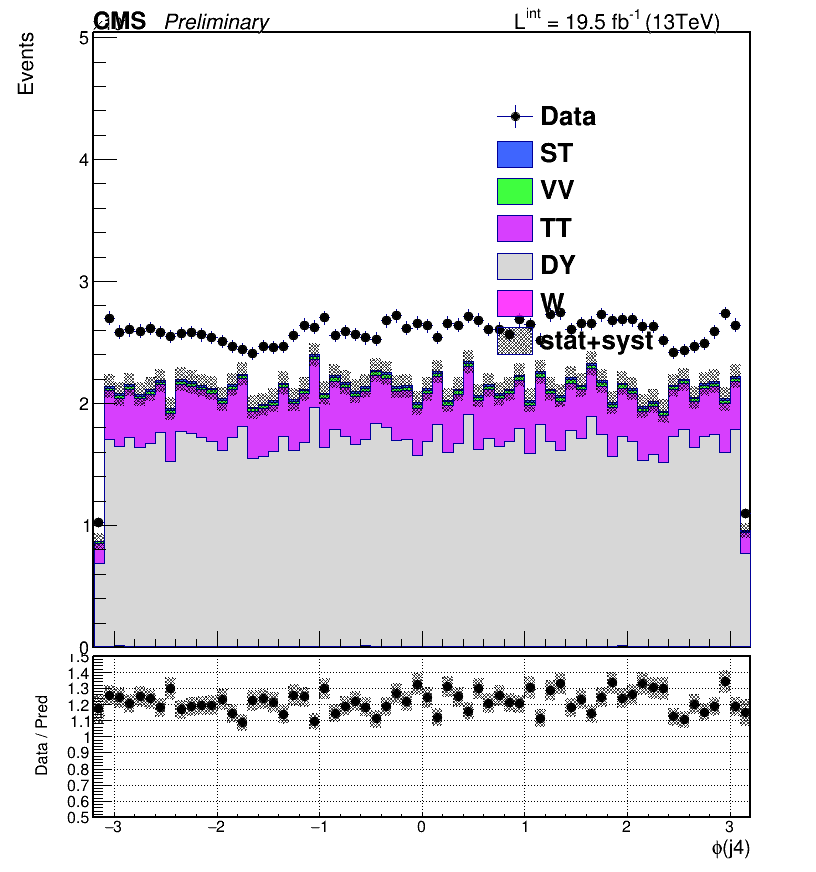 CMS Preliminary
L^int = 19.5 fb^-1 (13TeV)
Events
5
4
3
2
1
0
Data
ST
VV
TT
DY
W
stat+syst
Data / Pred
1.5
1.4
1.3
1.2
1.1
1
0.9
0.8
0.7
0.6
0.5
−3 −2 −1 0 1 2 3
ϕ(j4)